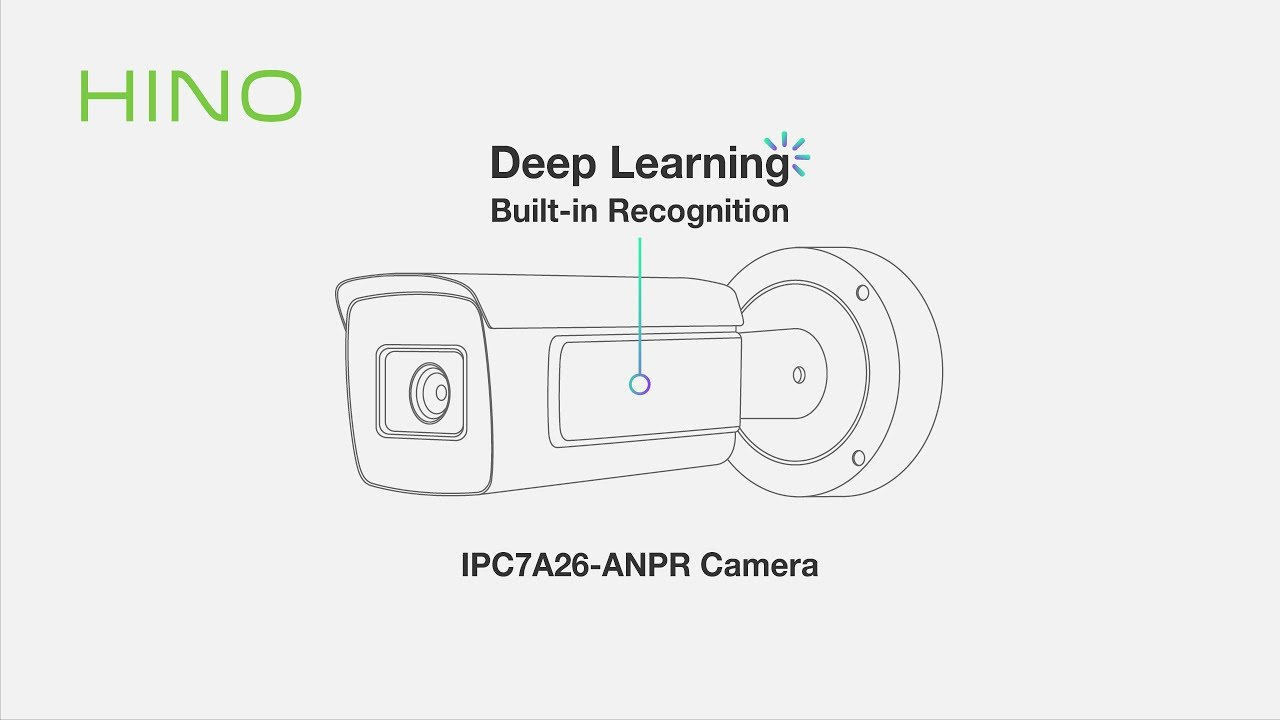 HINO
Deep Learning
Built-in Recognition
IPC7A26-ANPR Camera